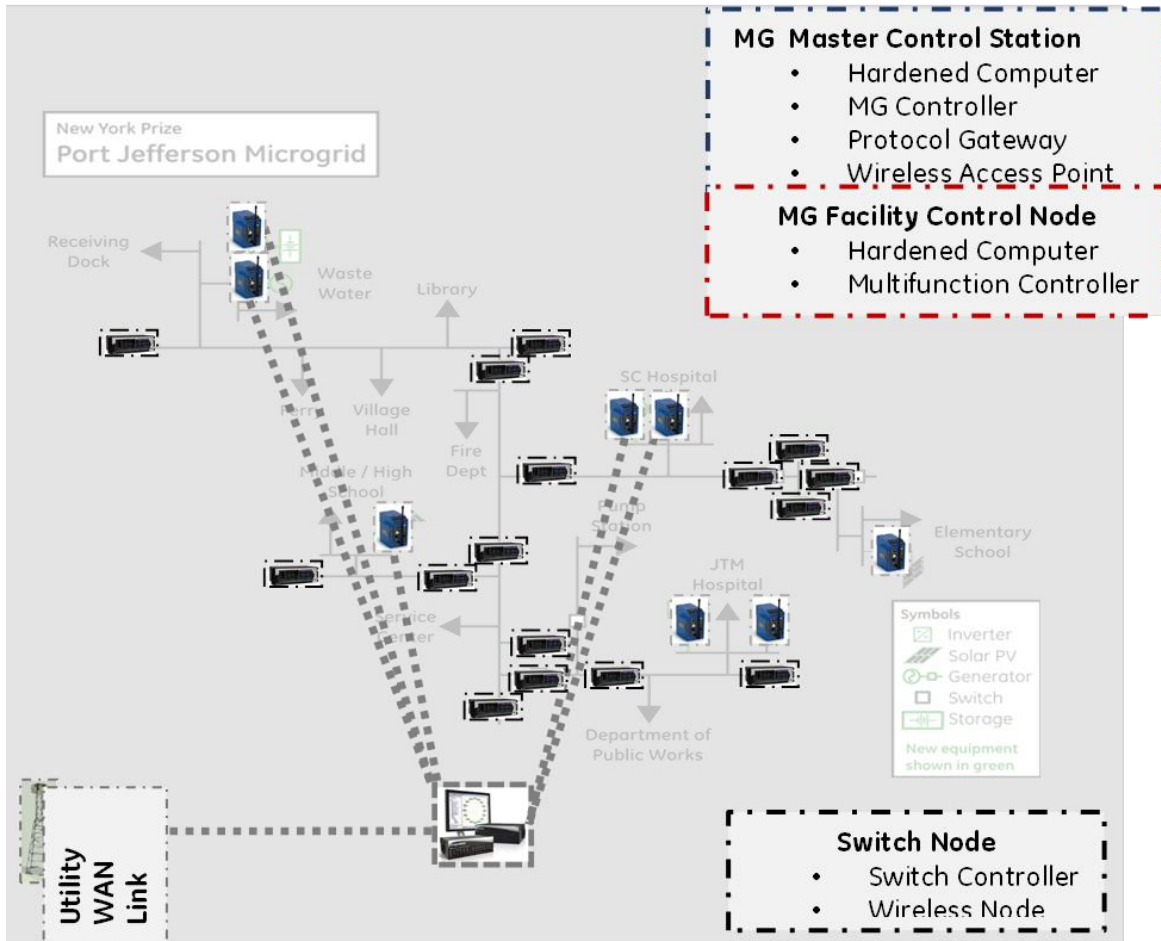 MG Master Control Station
• Hardened Computer
• MG Controller
• Protocol Gateway
• Wireless Access Point
MG Facility Control Node
• Hardened Computer
• Multifunction Controller
New York Prize
Port Jefferson Microgrid
Receiving
Dock
Waste
Water
Library
Ferry
Village
Hall
Fire
Dept
SC Hospital
Middle / High
School
Pump
Station
Elementary
School
JTM
Hospital
Service
Center
Department of
Public Works
Symbols
Inverter
Solar PV
Generator
Switch
Storage
New equipment
shown in green
Utility
WAN
Link
Switch Node
• Switch Controller
• Wireless Node